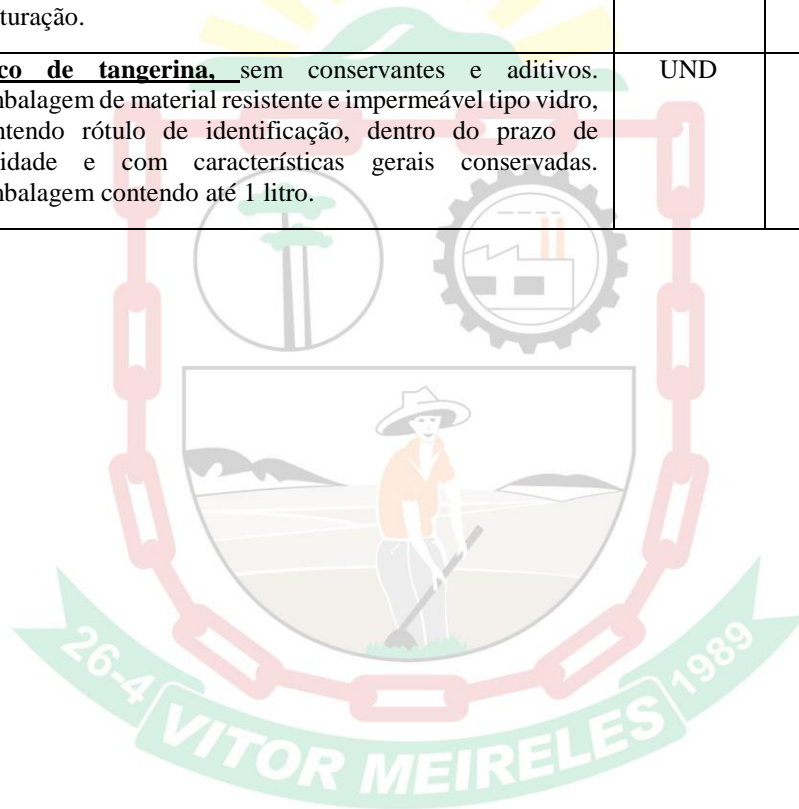 turação.
co de tangerina, sem conservantes e aditivos. UND
balagem de material resistente e impermeável tipo vidro,
ntendo rótulo de identificação, dentro do prazo de
idade e com características gerais conservadas.
balagem contendo até 1 litro.
26-4 VITOR MEIRELES 1989